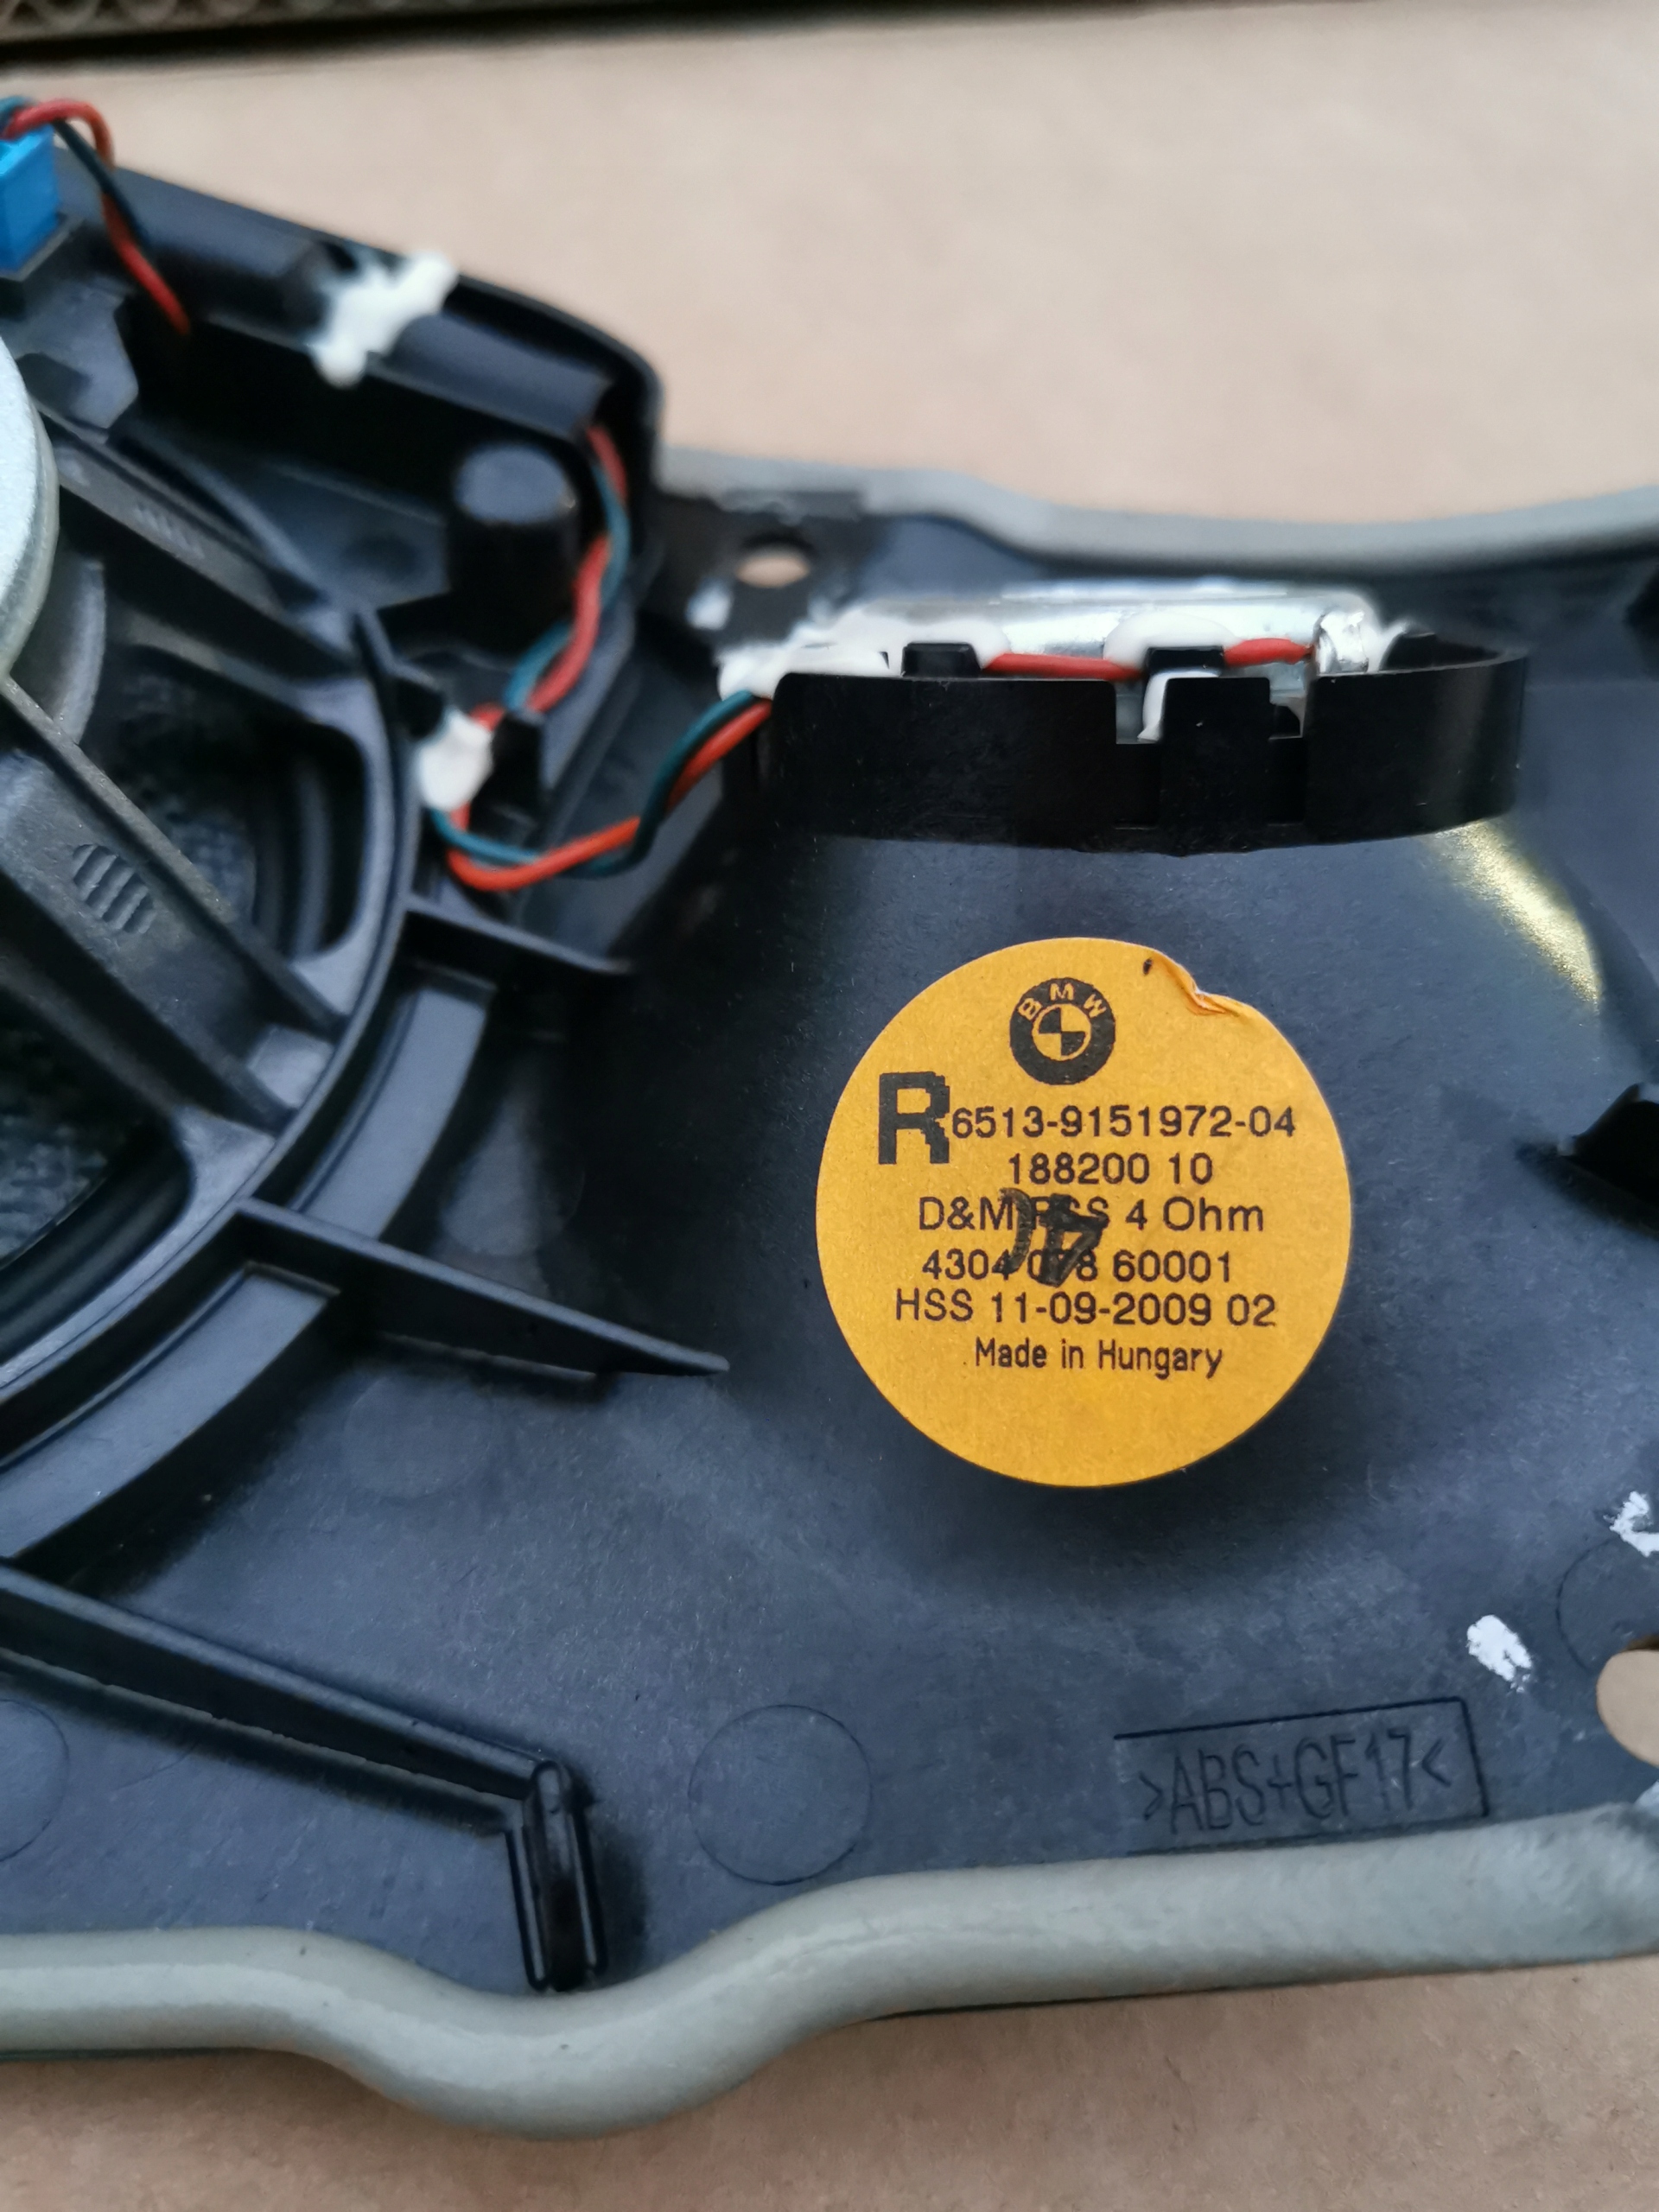 BMW
R 6513-9151972-04
188200 10
D&M 4 Ohm
60001
HSS 11-09-2009 02
Made in Hungary
>ABS+GF17<